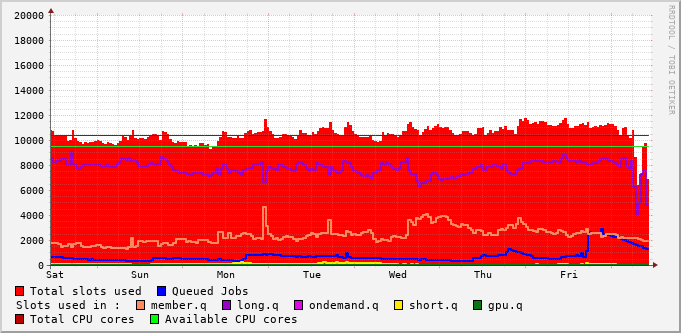 20000
18000
16000
14000
12000
10000
8000
6000
4000
2000
0
Sat Sun Mon Tue Wed Thu Fri
RRDTOOL / TOBI OETIKER
Total slots used Queued Jobs
Slots used in : member.q long.q ondemand.q short.q gpu.q
Total CPU cores Available CPU cores